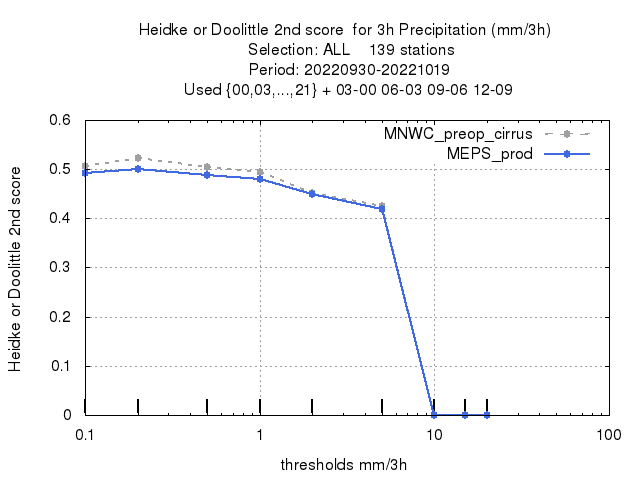 Heidke or Doolittle 2nd score  for 3h Precipitation (mm/3h)
Selection: ALL    139 stations
Period: 20220930-20221019
Used {00,03,...,21} + 03-00 06-03 09-06 12-09
MNWC_preop_cirrus
MEPS_prod
Heidke or Doolittle 2nd score
0.6
0.5
0.4
0.3
0.2
0.1
0
0.1 1 10 100
thresholds mm/3h